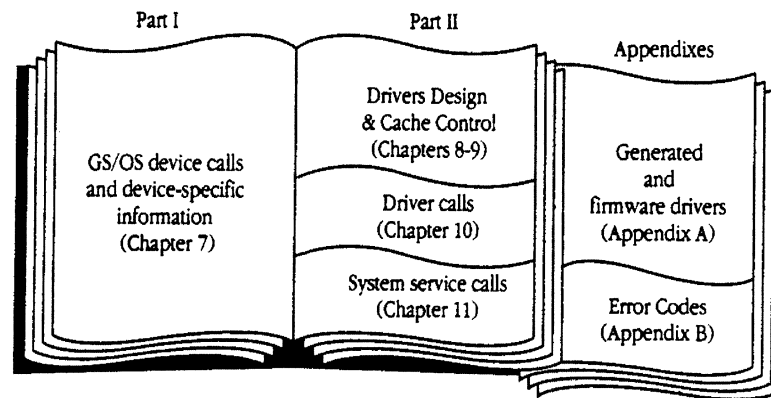 Part I
GS/OS device calls
and device-specific
information
(Chapter 7)
Part II
Drivers Design
& Cache Control
(Chapters 8-9)
Driver calls
(Chapter 10)
System service calls
(Chapter 11)
Appendixes
Generated
and
firmware drivers
(Appendix A)
Error Codes
(Appendix B)